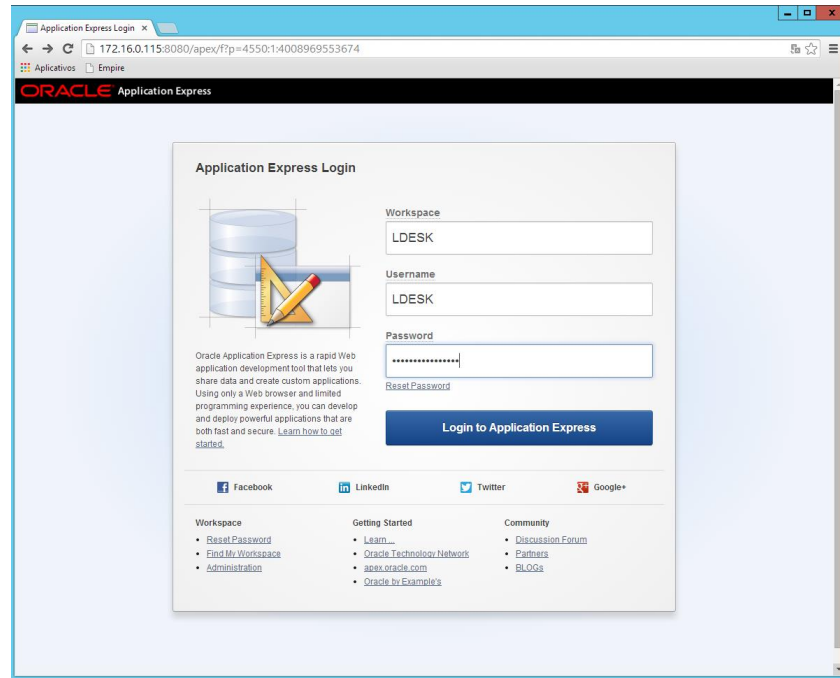 Application Express Login
172.16.0.115:8080/apex/f?p=4550:1:4008969553674
Aplicativos Empire
ORACLE Application Express
Application Express Login
Workspace
LDESK
Username
LDESK
Password
••••••••••••••••
Reset Password
Login to Application Express
Oracle Application Express is a rapid Web
application development tool that lets you
share data and create custom applications.
Using only a Web browser and limited
programming experience, you can develop
and deploy powerful applications that are
both fast and secure. Learn how to get
started.
Facebook LinkedIn Twitter Google+
Workspace
Reset Password
Find My Workspace
Administration
Getting Started
Learn ...
Oracle Technology Network
apex.oracle.com
Oracle by Example's
Community
Discussion Forum
Partners
BLOGs